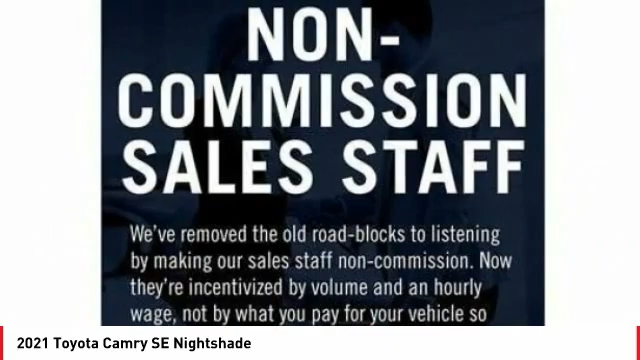 NON-
COMMISSION
SALES STAFF
We've removed the old road-blocks to listening
by making our sales staff non-commission. Now
they're incentivized by volume and an hourly
wage, not by what you pay for your vehicle so
2021 Toyota Camry SE Nightshade